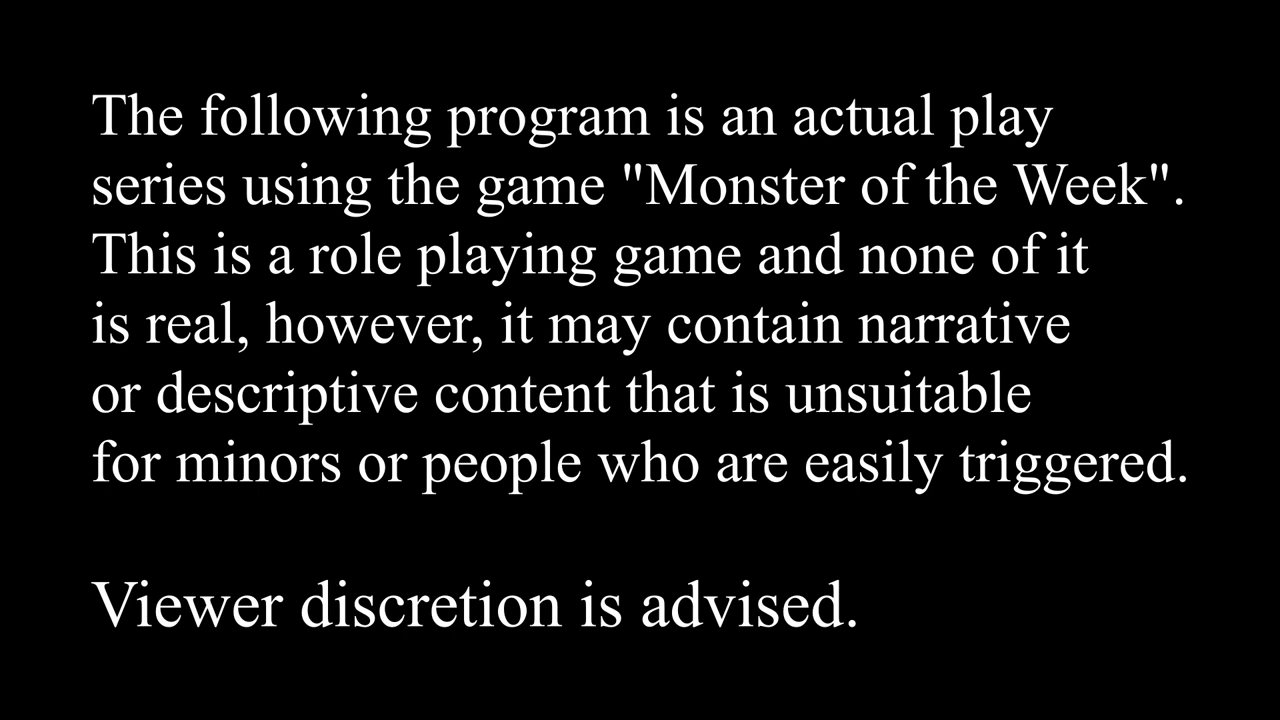 The following program is an actual play
series using the game "Monster of the Week".
This is a role playing game and none of it
is real, however, it may contain narrative
or descriptive content that is unsuitable
for minors or people who are easily triggered.
Viewer discretion is advised.